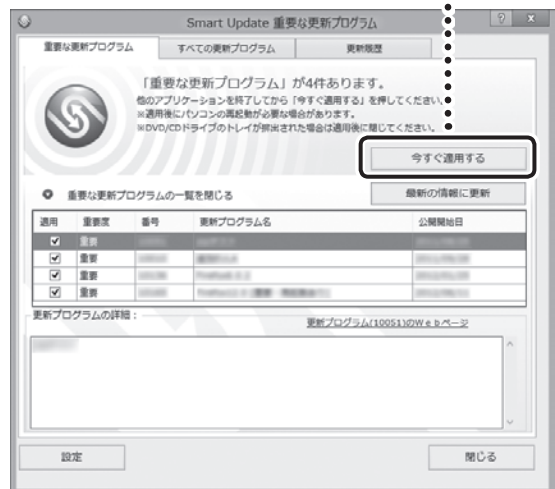 Smart Update 重要な更新プログラム
重要な更新プログラム すべての更新プログラム 更新履歴
「重要な更新プログラム」が4件あります。
他のアプリケーションを終了してから「今すぐ適用する」を押してください。
※適用後にパソコンの再起動が必要な場合があります。
※DVD/CDドライブのトレイが排出された場合は適用後に閉じてください。
今すぐ適用する
重要な更新プログラムの一覧を閉じる 最新の情報に更新
適用 重要度 番号 更新プログラム名 公開開始日
重要
重要
重要
重要
更新プログラムの詳細: 更新プログラム(10051)のWebページ
設定 閉じる